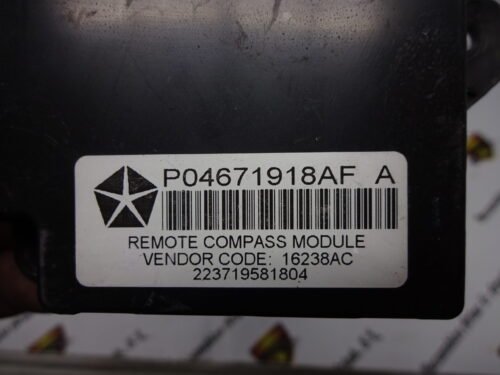 P04671918AF A
REMOTE COMPASS MODULE
VENDOR CODE: 16238AC
223719581804